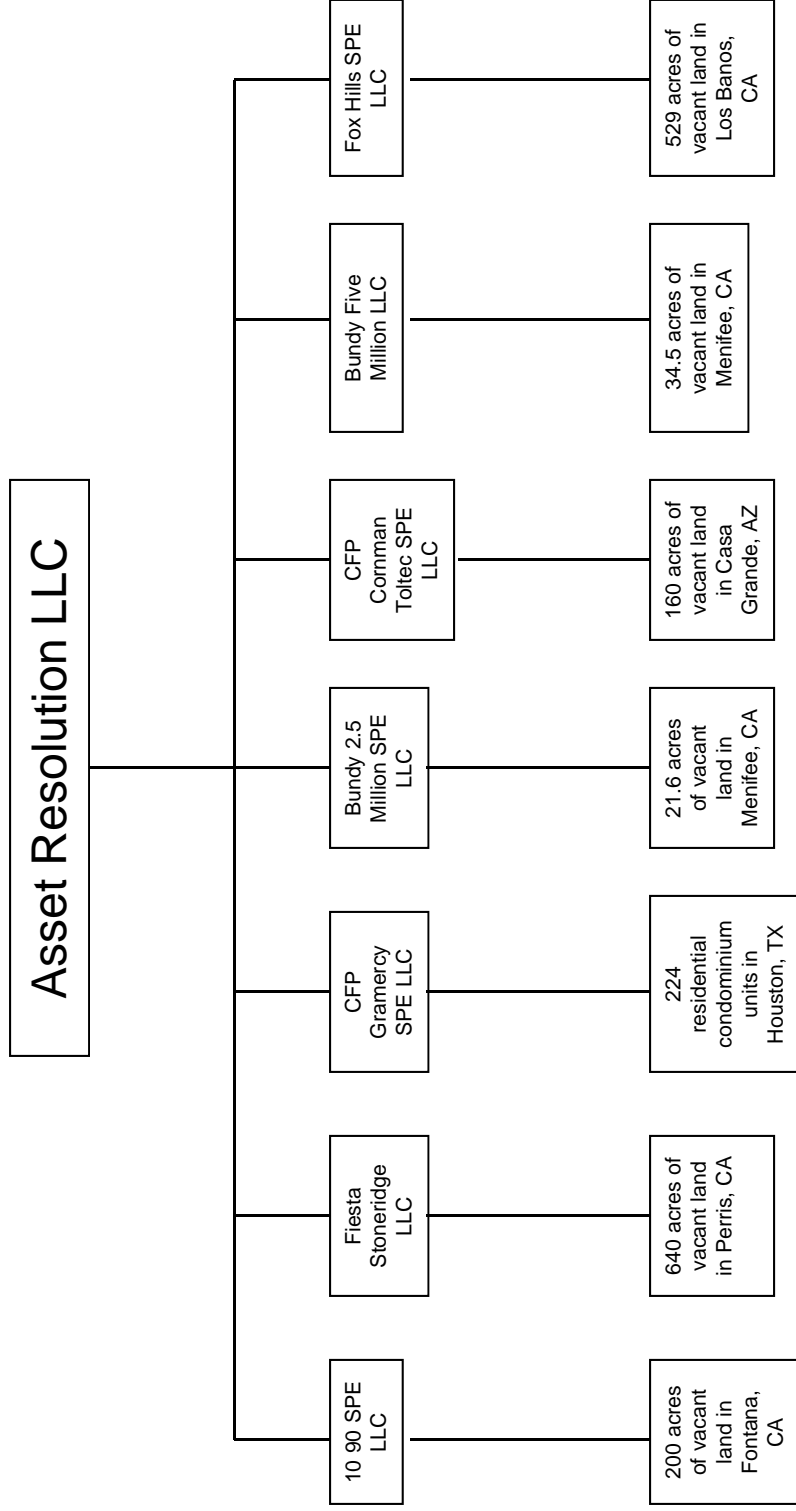 Asset Resolution LLC
10 90 SPE
LLC
Fiesta
Stoneridge
LLC
CFP
Gramercy
SPE LLC
Bundy 2.5
Million SPE
LLC
CFP
Cornman
Toltec SPE
LLC
Bundy Five
Million LLC
Fox Hills SPE
LLC
200 acres
of vacant
land in
Fontana,
CA
640 acres of
vacant land
in Perris, CA
224
residential
condominium
units in
Houston, TX
21.6 acres
of vacant
land in
Menifee, CA
160 acres of
vacant land
in Casa
Grande, AZ
34.5 acres of
vacant land in
Menifee, CA
529 acres of
vacant land in
Los Banos,
CA